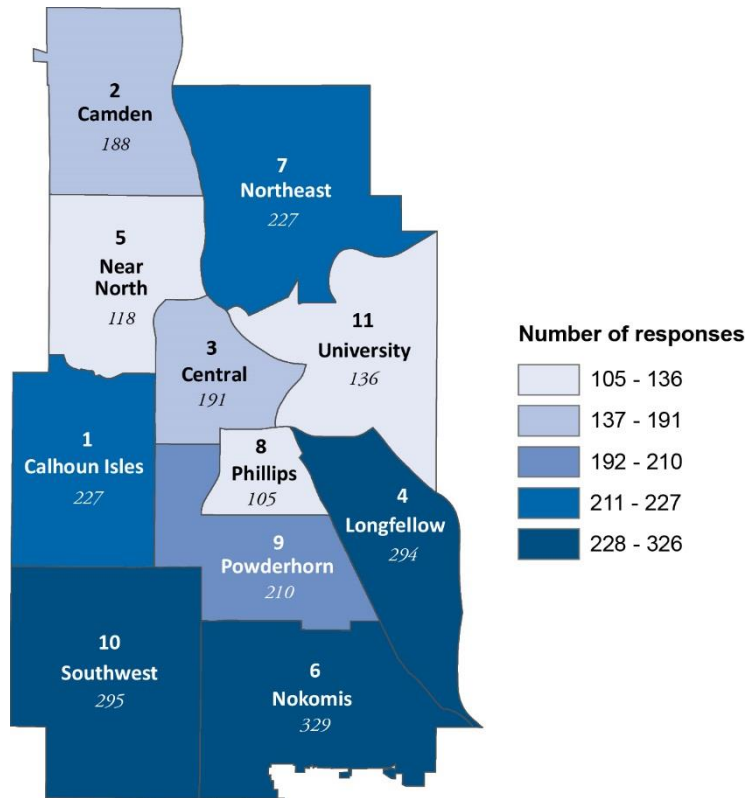 2
Camden
188
7
Northeast
227
5
Near
North
118
11
University
136
3
Central
191
1
Calhoun Isles
227
8
Phillips
105
4
Longfellow
294
9
Powderhorn
210
10
Southwest
295
6
Nokomis
329
Number of responses
105 - 136
137 - 191
192 - 210
211 - 227
228 - 326